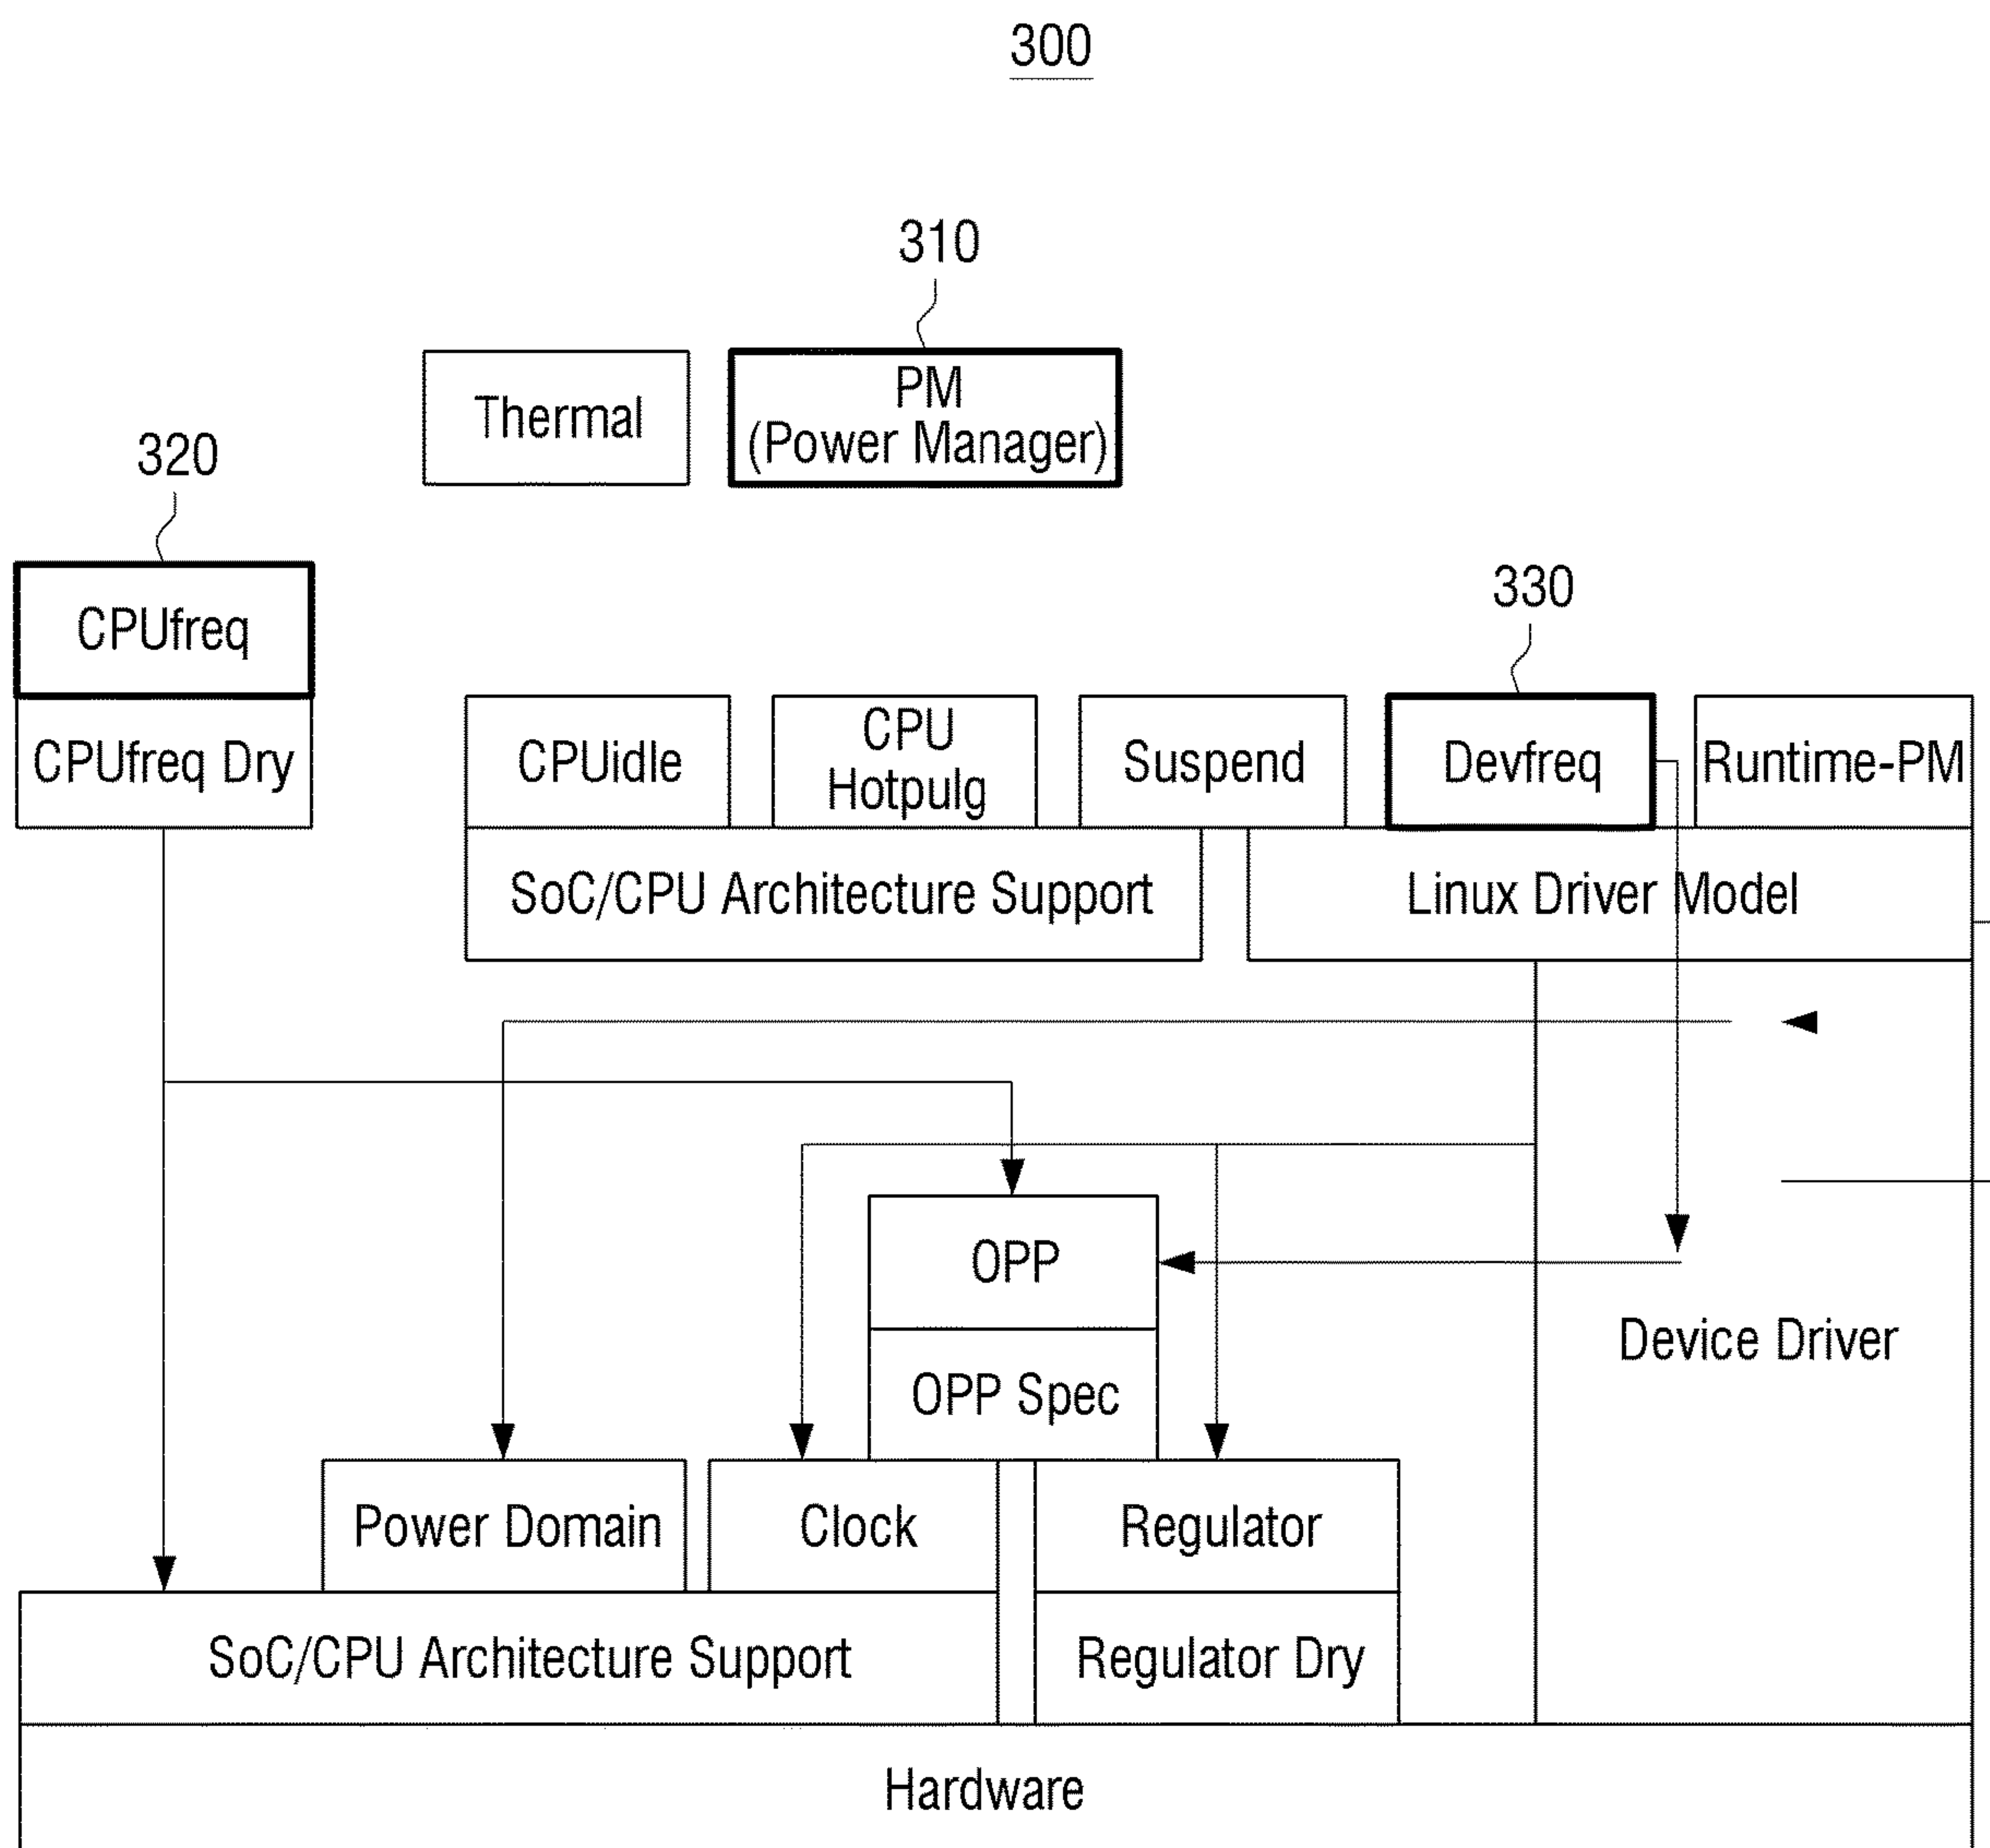 300
310
Thermal
PM
(Power Manager)
320
CPUfreq
330
CPUfreq Dry
CPUidle
CPU
Hotpulg
Suspend
Devfreq
Runtime-PM
SoC/CPU Architecture Support
Linux Driver Model
OPP
Device Driver
OPP Spec
Power Domain
Clock
Regulator
SoC/CPU Architecture Support
Regulator Dry
Hardware